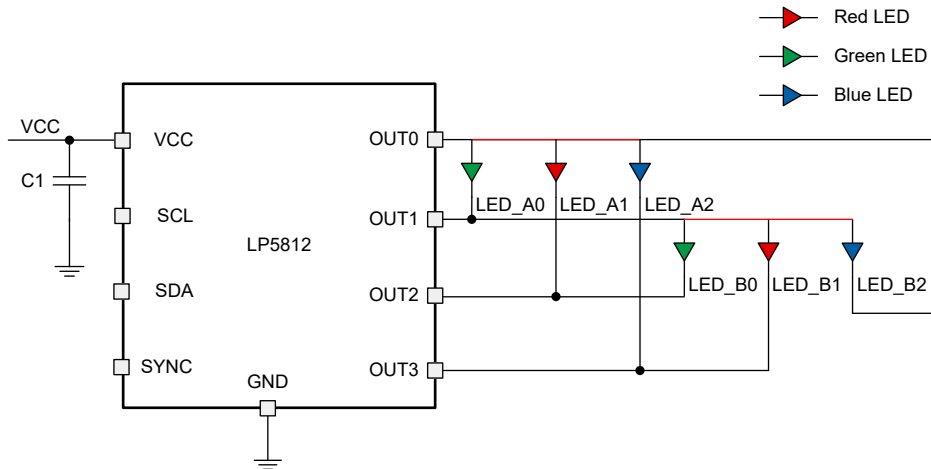 Red LED
Green LED
Blue LED
VCC
VCC
OUT0
C1
LED_A0
LED_A1
LED_A2
SCL
OUT1
LP5812
LED_B0
LED_B1
LED_B2
SDA
OUT2
SYNC
OUT3
GND